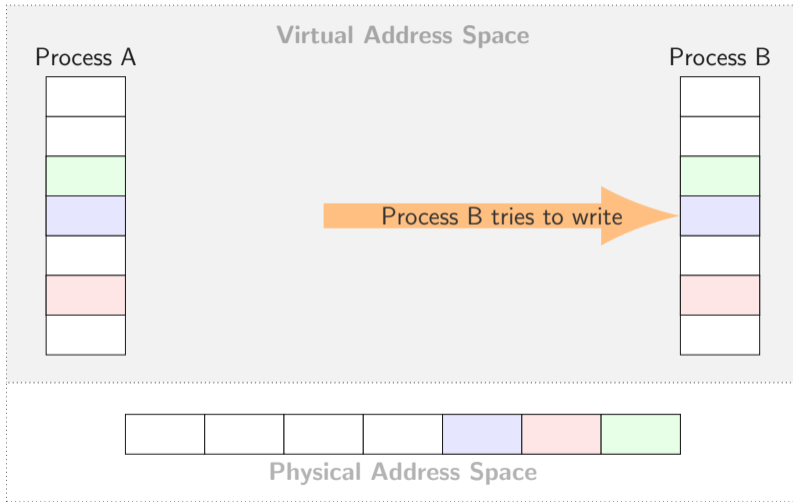 Virtual Address Space
Process A
Process B
Process B tries to write
Physical Address Space